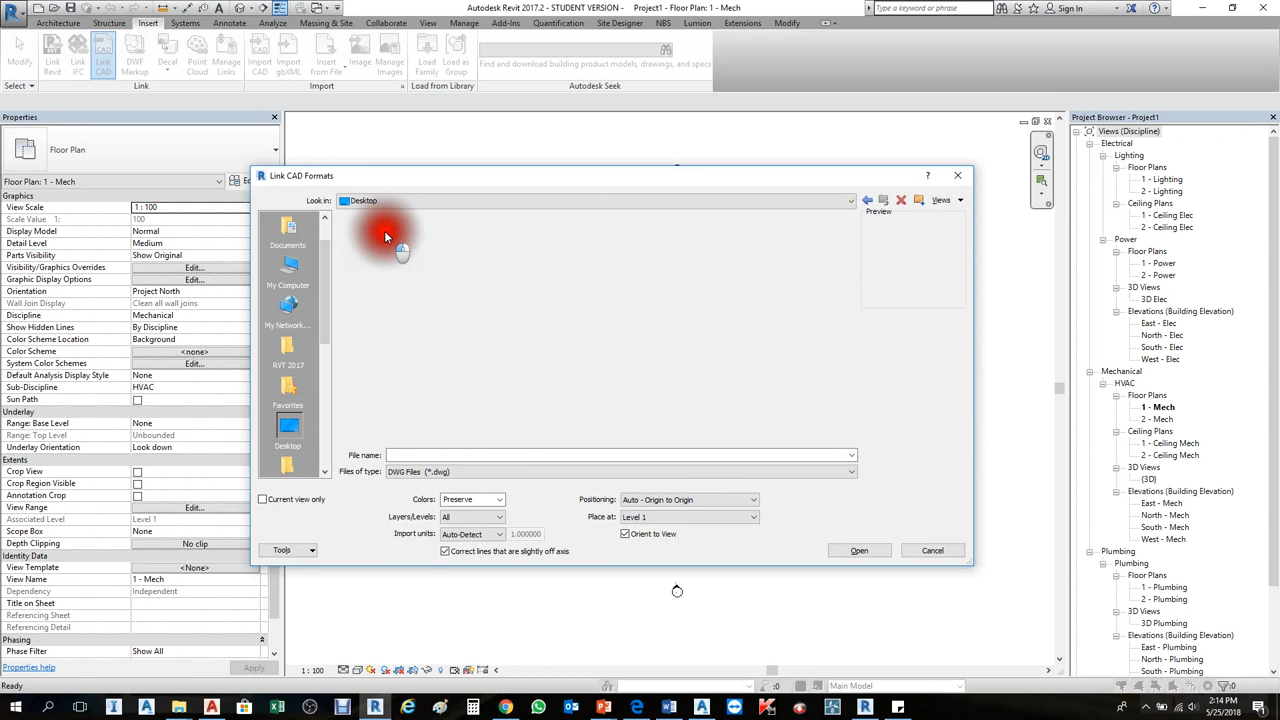 Autodesk Revit 2017.2 - STUDENT VERSION - Project1 - Floor Plan: 1 - Mech
Type a keyword or phrase
Sign In
Architecture Structure Insert Systems Annotate Analyze Massing & Site Collaborate View Manage Add-Ins Quantification Site Designer NBS Lumion Extensions Modify
Modify
Link Revit
Link IFC
Link CAD
DWF Markup
Decal
Point Cloud
Manage Links
Import CAD
Import gbXML
Insert from File
Image
Manage Images
Load Family
Load as Group
Find and download building product models, drawings, and specs
Select
Link
Import
Load from Library
Autodesk Seek
Properties
Floor Plan
Floor Plan: 1 - Mech
Graphics
View Scale 1 : 100
Scale Value 1: 100
Display Model Normal
Detail Level Medium
Parts Visibility Show Original
Visibility/Graphics Overrides Edit...
Graphic Display Options Edit...
Orientation Project North
Wall Join Display Clean all wall joins
Discipline Mechanical
Show Hidden Lines By Discipline
Color Scheme Location Background
Color Scheme <none>
System Color Schemes Edit...
Default Analysis Display Style None
Sub-Discipline HVAC
Sun Path
Underlay
Range: Base Level None
Range: Top Level Unbounded
Underlay Orientation Look down
Extents
Crop View
Crop Region Visible
Annotation Crop
View Range Edit...
Associated Level Level 1
Scope Box None
Depth Clipping No clip
Identity Data
View Template <None>
View Name 1 - Mech
Dependency Independent
Title on Sheet
Referencing Sheet
Referencing Detail
Phasing
Phase Filter Show All
Properties help
Apply
Ready
Link CAD Formats
Look in: Desktop
Views
Preview
Documents
My Computer
My Network...
RVT 2017
Favorites
Desktop
File name:
Files of type: DWG Files (*.dwg)
Current view only
Colors: Preserve
Positioning: Auto - Origin to Origin
Layers/Levels: All
Place at: Level 1
Import units: Auto-Detect 1.000000
Orient to View
Correct lines that are slightly off axis
Tools
Open
Cancel
1 : 100
Project Browser - Project1
Views (Discipline)
Electrical
Lighting
Floor Plans
1 - Lighting
2 - Lighting
Ceiling Plans
1 - Ceiling Elec
2 - Ceiling Elec
Power
Floor Plans
1 - Power
2 - Power
3D Views
3D Elec
Elevations (Building Elevation)
East - Elec
North - Elec
South - Elec
West - Elec
Mechanical
HVAC
Floor Plans
1 - Mech
2 - Mech
Ceiling Plans
1 - Ceiling Mech
2 - Ceiling Mech
3D Views
{3D}
Elevations (Building Elevation)
East - Mech
North - Mech
South - Mech
West - Mech
Plumbing
Plumbing
Floor Plans
1 - Plumbing
2 - Plumbing
3D Views
3D Plumbing
Elevations (Building Elevation)
East - Plumbing
North - Plumbing
South - Plumbing
:0
Main Model
:0
2:14 PM
5/25/2018